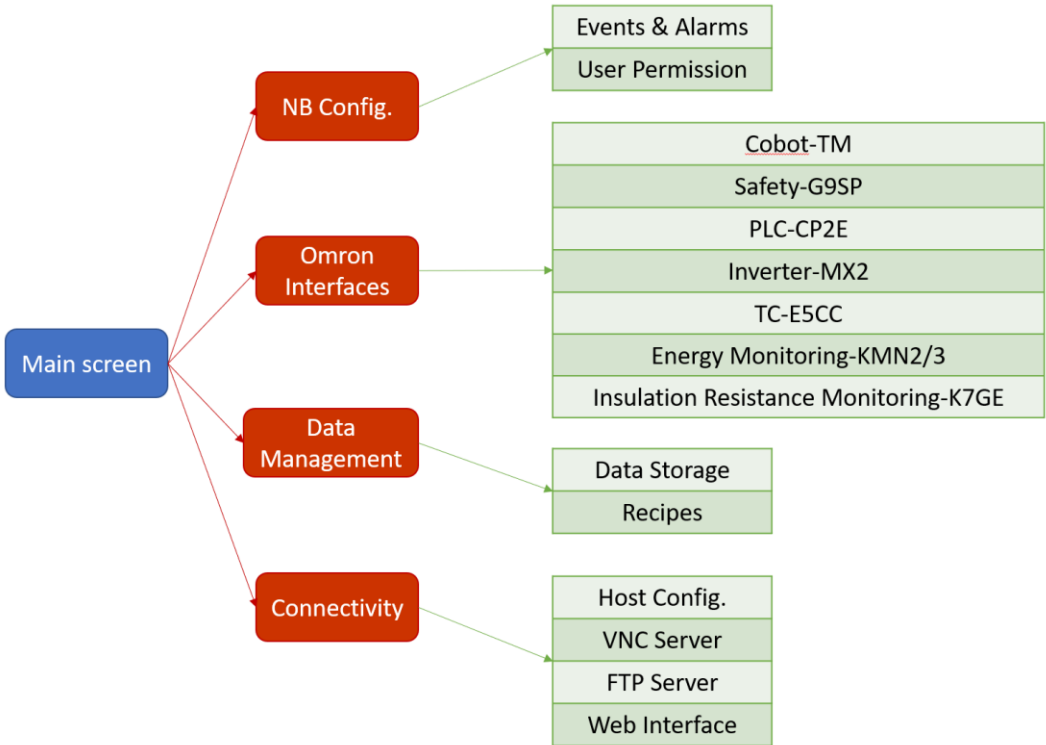 Main screen
NB Config.
Events & Alarms
User Permission
Omron
Interfaces
Cobot-TM
Safety-G9SP
PLC-CP2E
Inverter-MX2
TC-E5CC
Energy Monitoring-KMN2/3
Insulation Resistance Monitoring-K7GE
Data
Management
Data Storage
Recipes
Connectivity
Host Config.
VNC Server
FTP Server
Web Interface